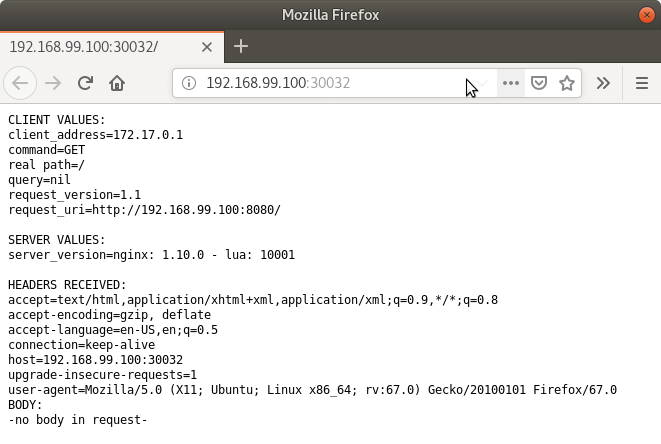 Mozilla Firefox
192.168.99.100:30032/
192.168.99.100:30032
CLIENT VALUES:
client_address=172.17.0.1
command=GET
real path=/
query=nil
request_version=1.1
request_uri=http://192.168.99.100:8080/
SERVER VALUES:
server_version=nginx: 1.10.0 - lua: 10001
HEADERS RECEIVED:
accept=text/html,application/xhtml+xml,application/xml;q=0.9,*/*;q=0.8
accept-encoding=gzip, deflate
accept-language=en-US,en;q=0.5
connection=keep-alive
host=192.168.99.100:30032
upgrade-insecure-requests=1
user-agent=Mozilla/5.0 (X11; Ubuntu; Linux x86_64; rv:67.0) Gecko/20100101 Firefox/67.0
BODY:
-no body in request-